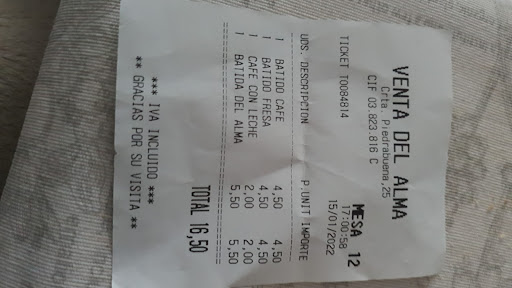 VENTA DEL ALMA
Crta. Piedrabuena,25
CIF 03.823.816 C
MESA 12
17:00:58
TICKET T0084814 15/01/2022
UDS. DESCRIPCION P.UNIT IMPORTE
1 BATIDO CAFE 4,50 4,50
1 BATIDO FRESA 4,50 4,50
1 CAFE CON LECHE 2,00 2,00
1 BATIDA DEL ALMA 5,50 5,50
TOTAL 16,50
*** IVA INCLUIDO ***
** GRACIAS POR SU VISITA **